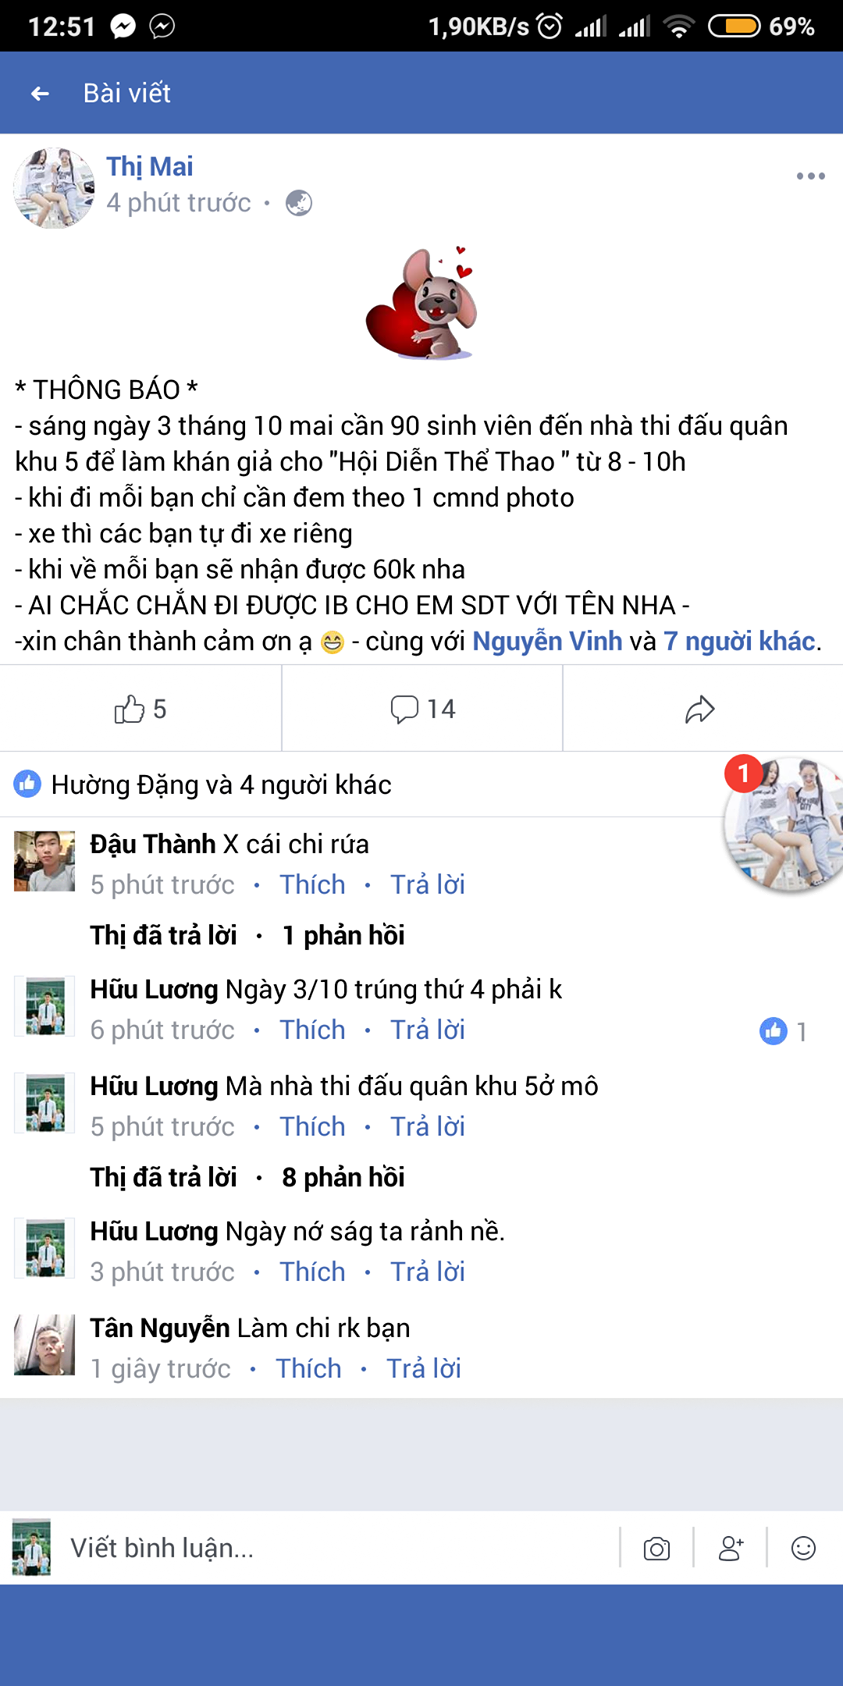 12:51 1,90KB/s 69%
Bài viết
Thị Mai
4 phút trước
* THÔNG BÁO *
- sáng ngày 3 tháng 10 mai cần 90 sinh viên đến nhà thi đấu quân
khu 5 để làm khán giả cho "Hội Diễn Thể Thao " từ 8 - 10h
- khi đi mỗi bạn chỉ cần đem theo 1 cmnd photo
- xe thì các bạn tự đi xe riêng
- khi về mỗi bạn sẽ nhận được 60k nha
- AI CHẮC CHẮN ĐI ĐƯỢC IB CHO EM SDT VỚI TÊN NHA -
-xin chân thành cảm ơn ạ 😁 - cùng với Nguyễn Vinh và 7 người khác.
5 14
Hường Đặng và 4 người khác
1
Đậu Thành X cái chi rứa
5 phút trước · Thích · Trả lời
Thị đã trả lời · 1 phản hồi
Hữu Lương Ngày 3/10 trúng thứ 4 phải k
6 phút trước · Thích · Trả lời 1
Hữu Lương Mà nhà thi đấu quân khu 5ở mô
5 phút trước · Thích · Trả lời
Thị đã trả lời · 8 phản hồi
Hữu Lương Ngày nớ ság ta rảnh nề.
3 phút trước · Thích · Trả lời
Tân Nguyễn Làm chi rk bạn
1 giây trước · Thích · Trả lời
Viết bình luận...